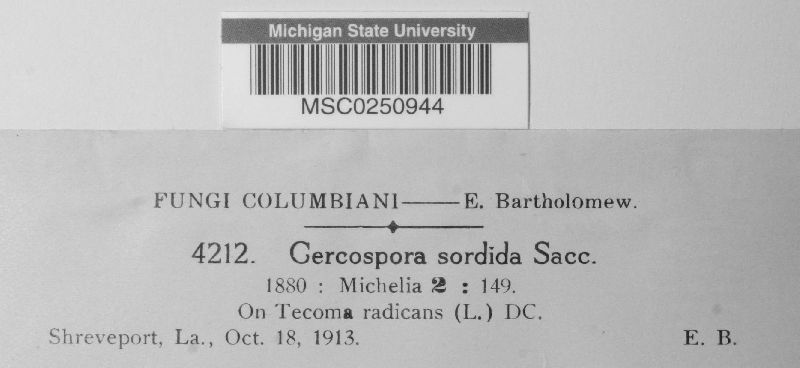 Michigan State University
MSC0250944
FUNGI COLUMBIANI—E. Bartholomew.
4212. Cercospora sordida Sacc.
1880 : Michelia 2 : 149.
On Tecoma radicans (L.) DC.
Shreveport, La., Oct. 18, 1913. E. B.